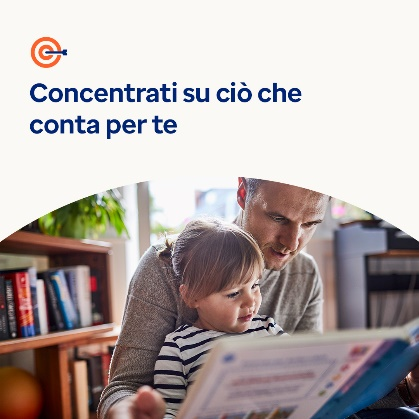 Concentrati su ciò che
conta per te